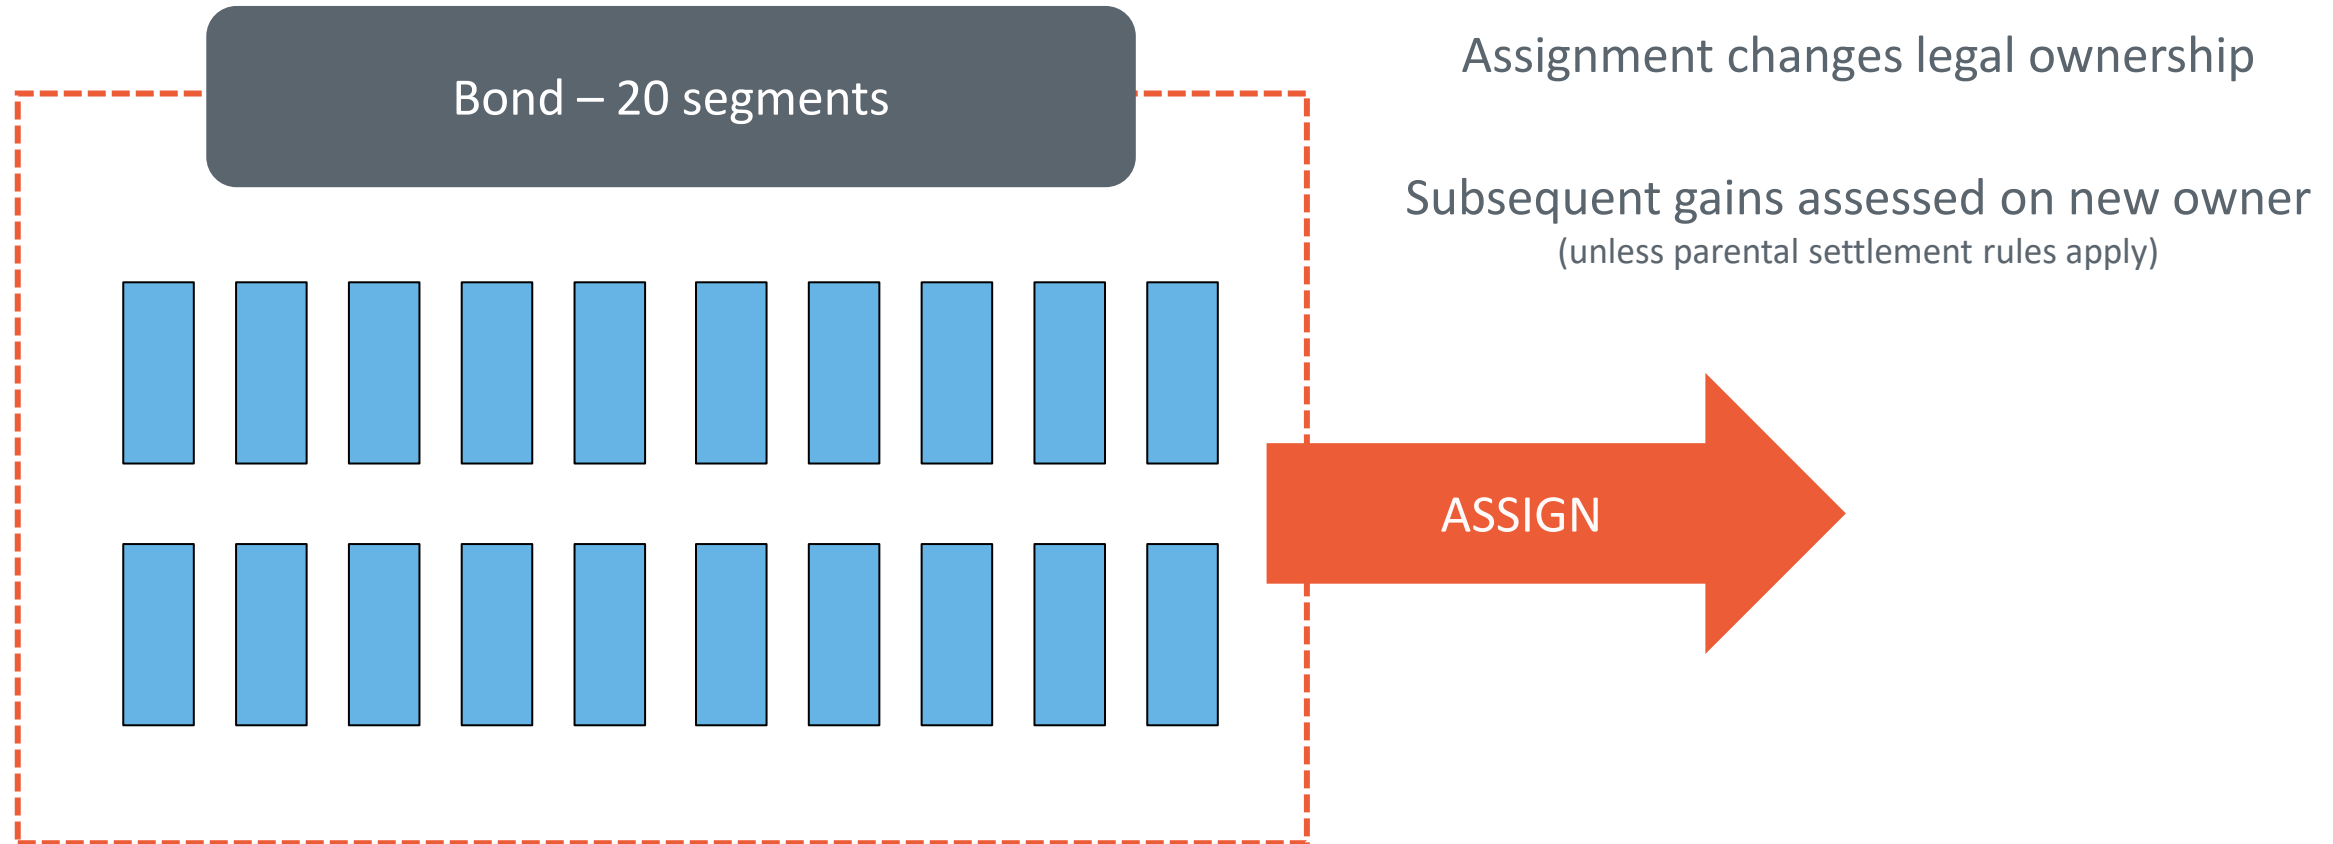 Bond – 20 segments
Assignment changes legal ownership
Subsequent gains assessed on new owner
(unless parental settlement rules apply)
ASSIGN